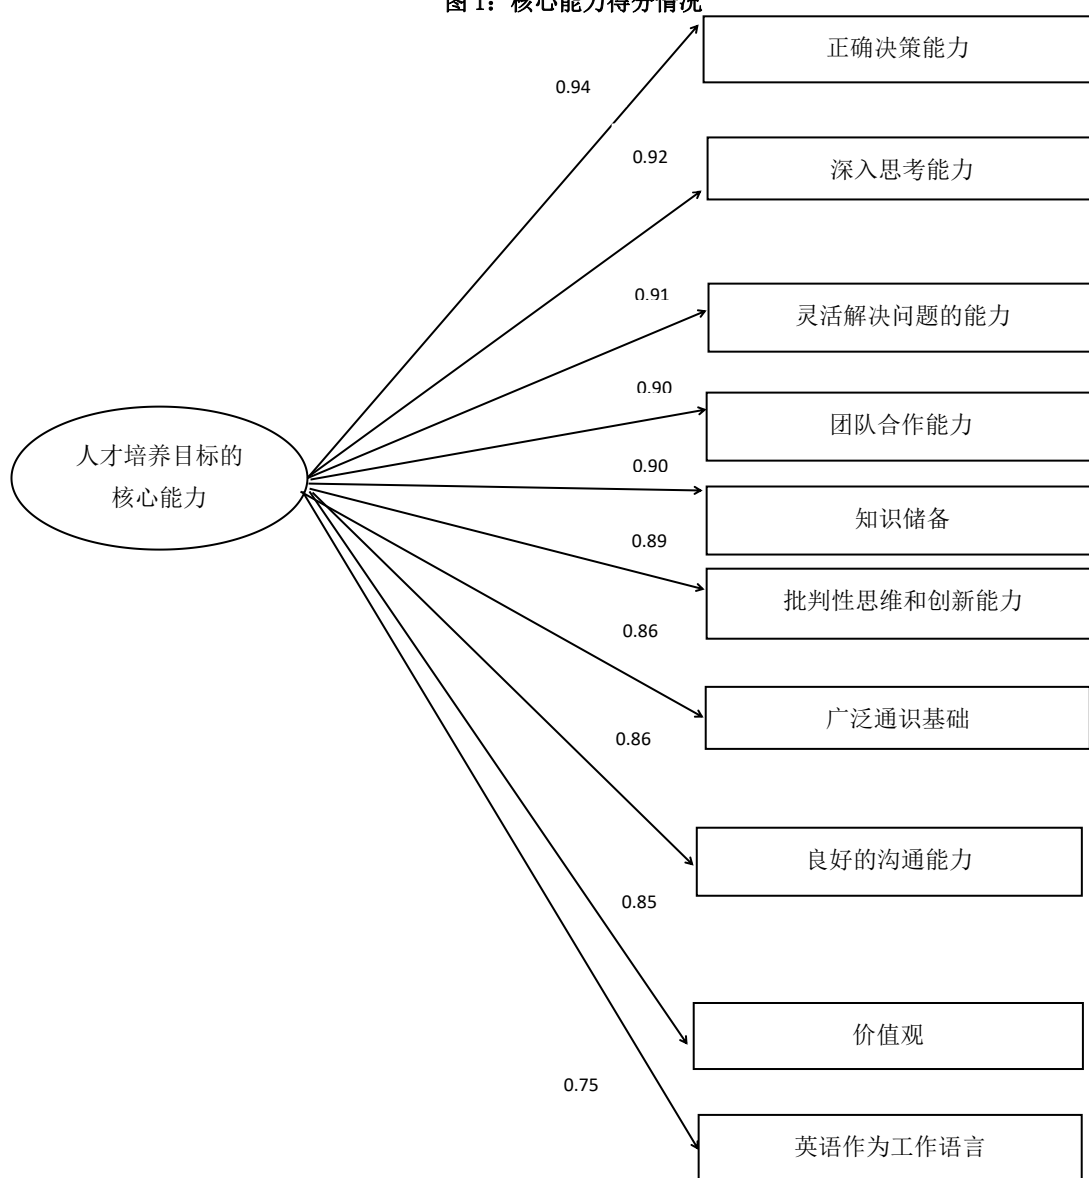 图 1：核心能力得分情况
正确决策能力
0.94
0.92
深入思考能力
0.91
灵活解决问题的能力
0.90
团队合作能力
人才培养目标的
核心能力
0.90
知识储备
0.89
批判性思维和创新能力
0.86
广泛通识基础
0.86
良好的沟通能力
0.85
价值观
0.75
英语作为工作语言